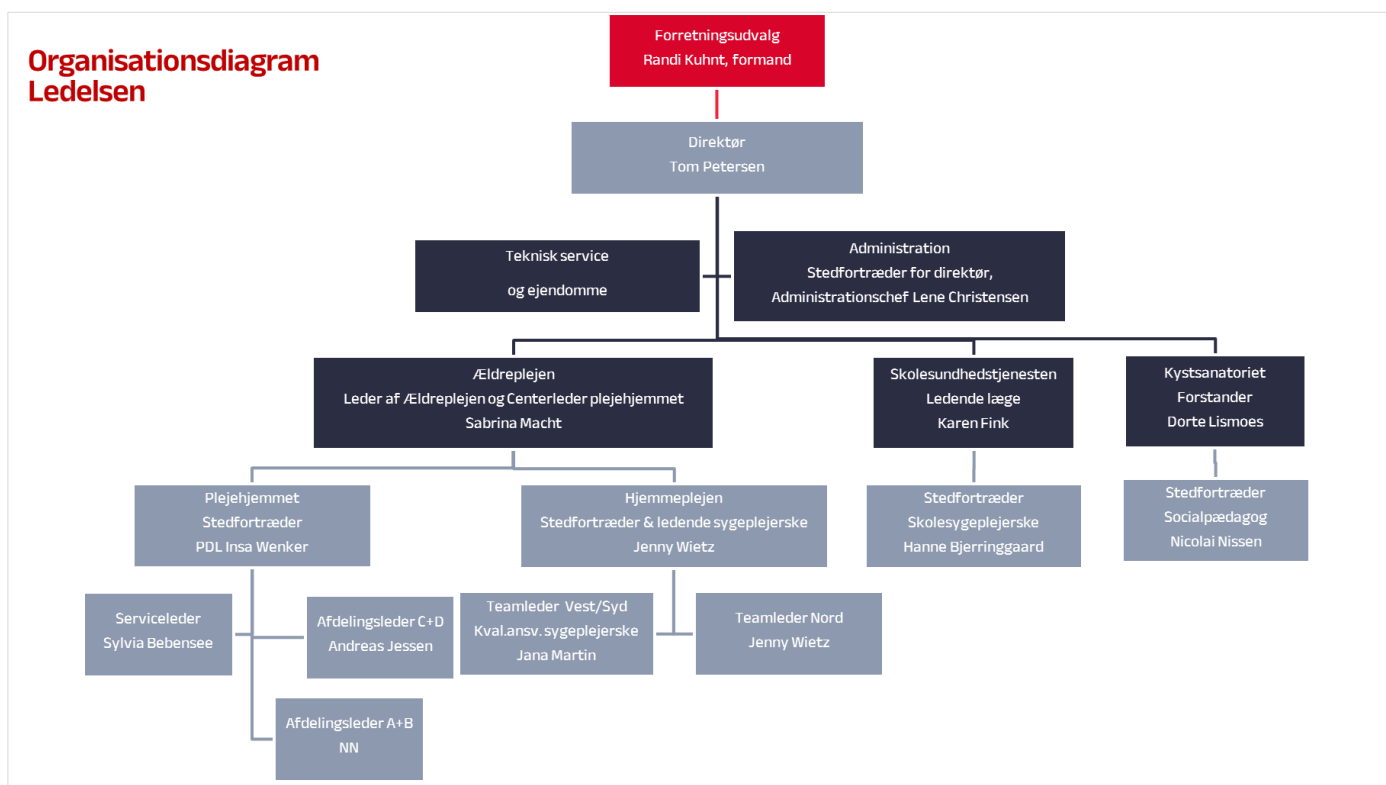 Organisationsdiagram
Ledelsen
Forretningsudvalg
Randi Kuhnt, formand
Direktør
Tom Petersen
Teknisk service
og ejendomme
Administration
Stedfortræder for direktør,
Administrationschef Lene Christensen
Ældreplejen
Leder af Ældreplejen og Centerleder plejehjemmet
Sabrina Macht
Skolesundhedstjenesten
Ledende læge
Karen Fink
Kystsanatoriet
Forstander
Dorte Lismoes
Plejehjemmet
Stedfortræder
PDL Insa Wenker
Hjemmeplejen
Stedfortræder & ledende sygeplejerske
Jenny Wietz
Stedfortræder
Skolesygeplejerske
Hanne Bjerringgaard
Stedfortræder
Socialpædagog
Nicolai Nissen
Serviceleder
Sylvia Bebensee
Afdelingsleder C+D
Andreas Jessen
Teamleder Vest/Syd
Kval.ansv. sygeplejerske
Jana Martin
Teamleder Nord
Jenny Wietz
Afdelingsleder A+B
NN